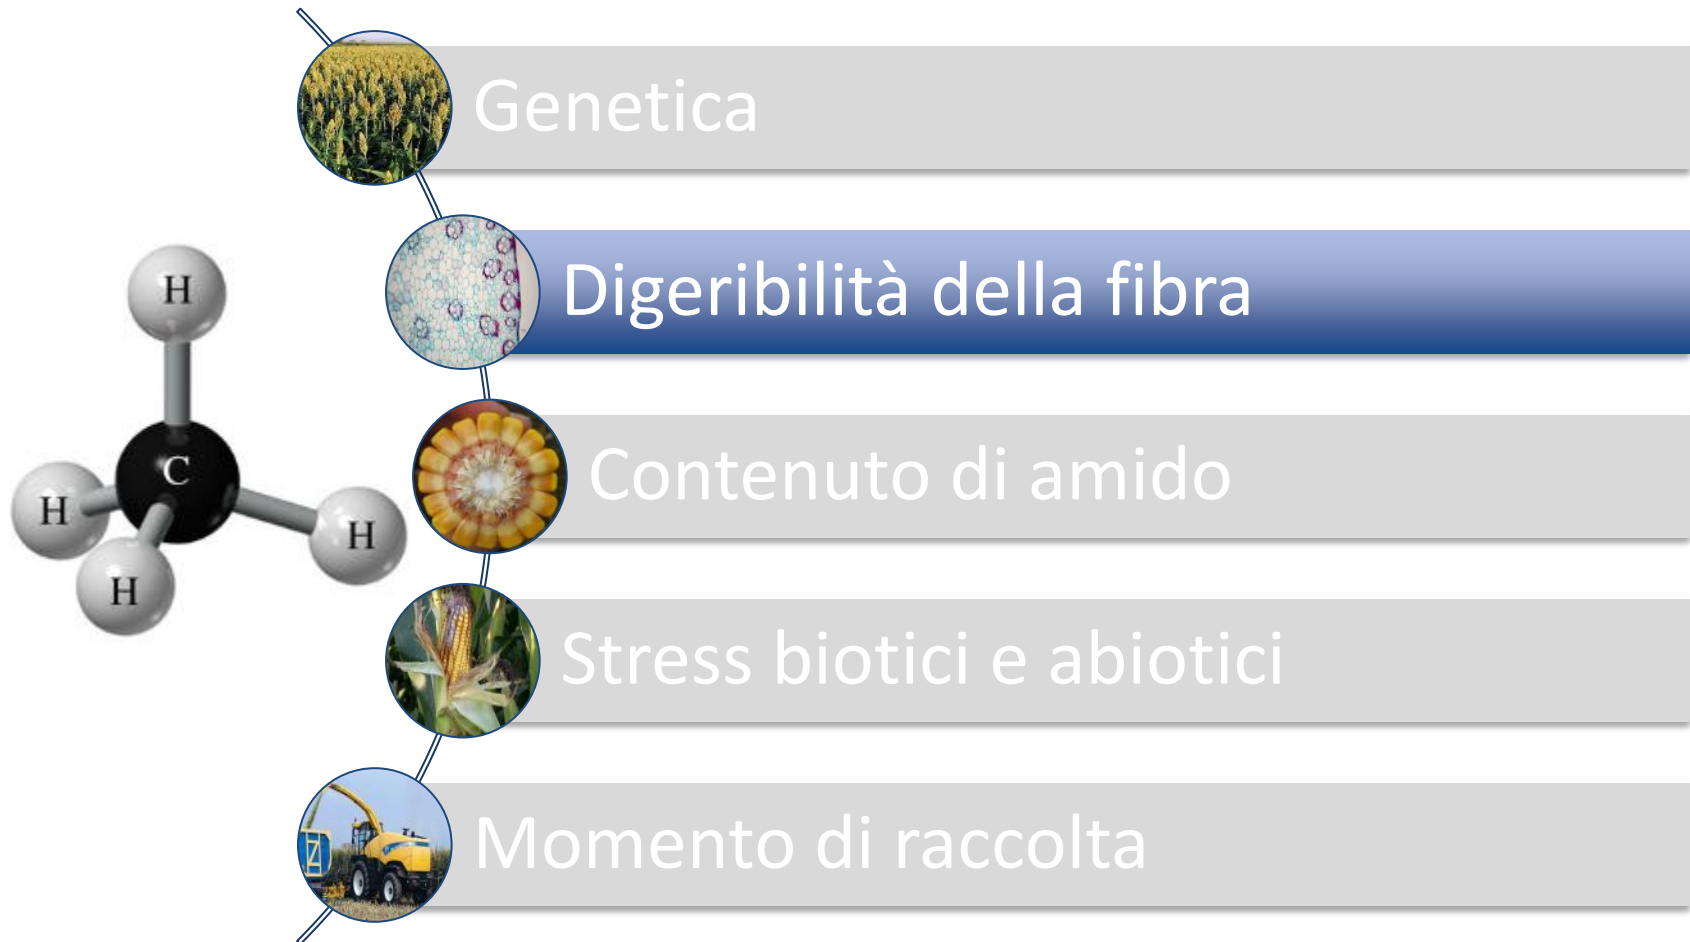 Genetica
Digeribilità della fibra
Contenuto di amido
Stress biotici e abiotici
Momento di raccolta
H
C
H
H
H